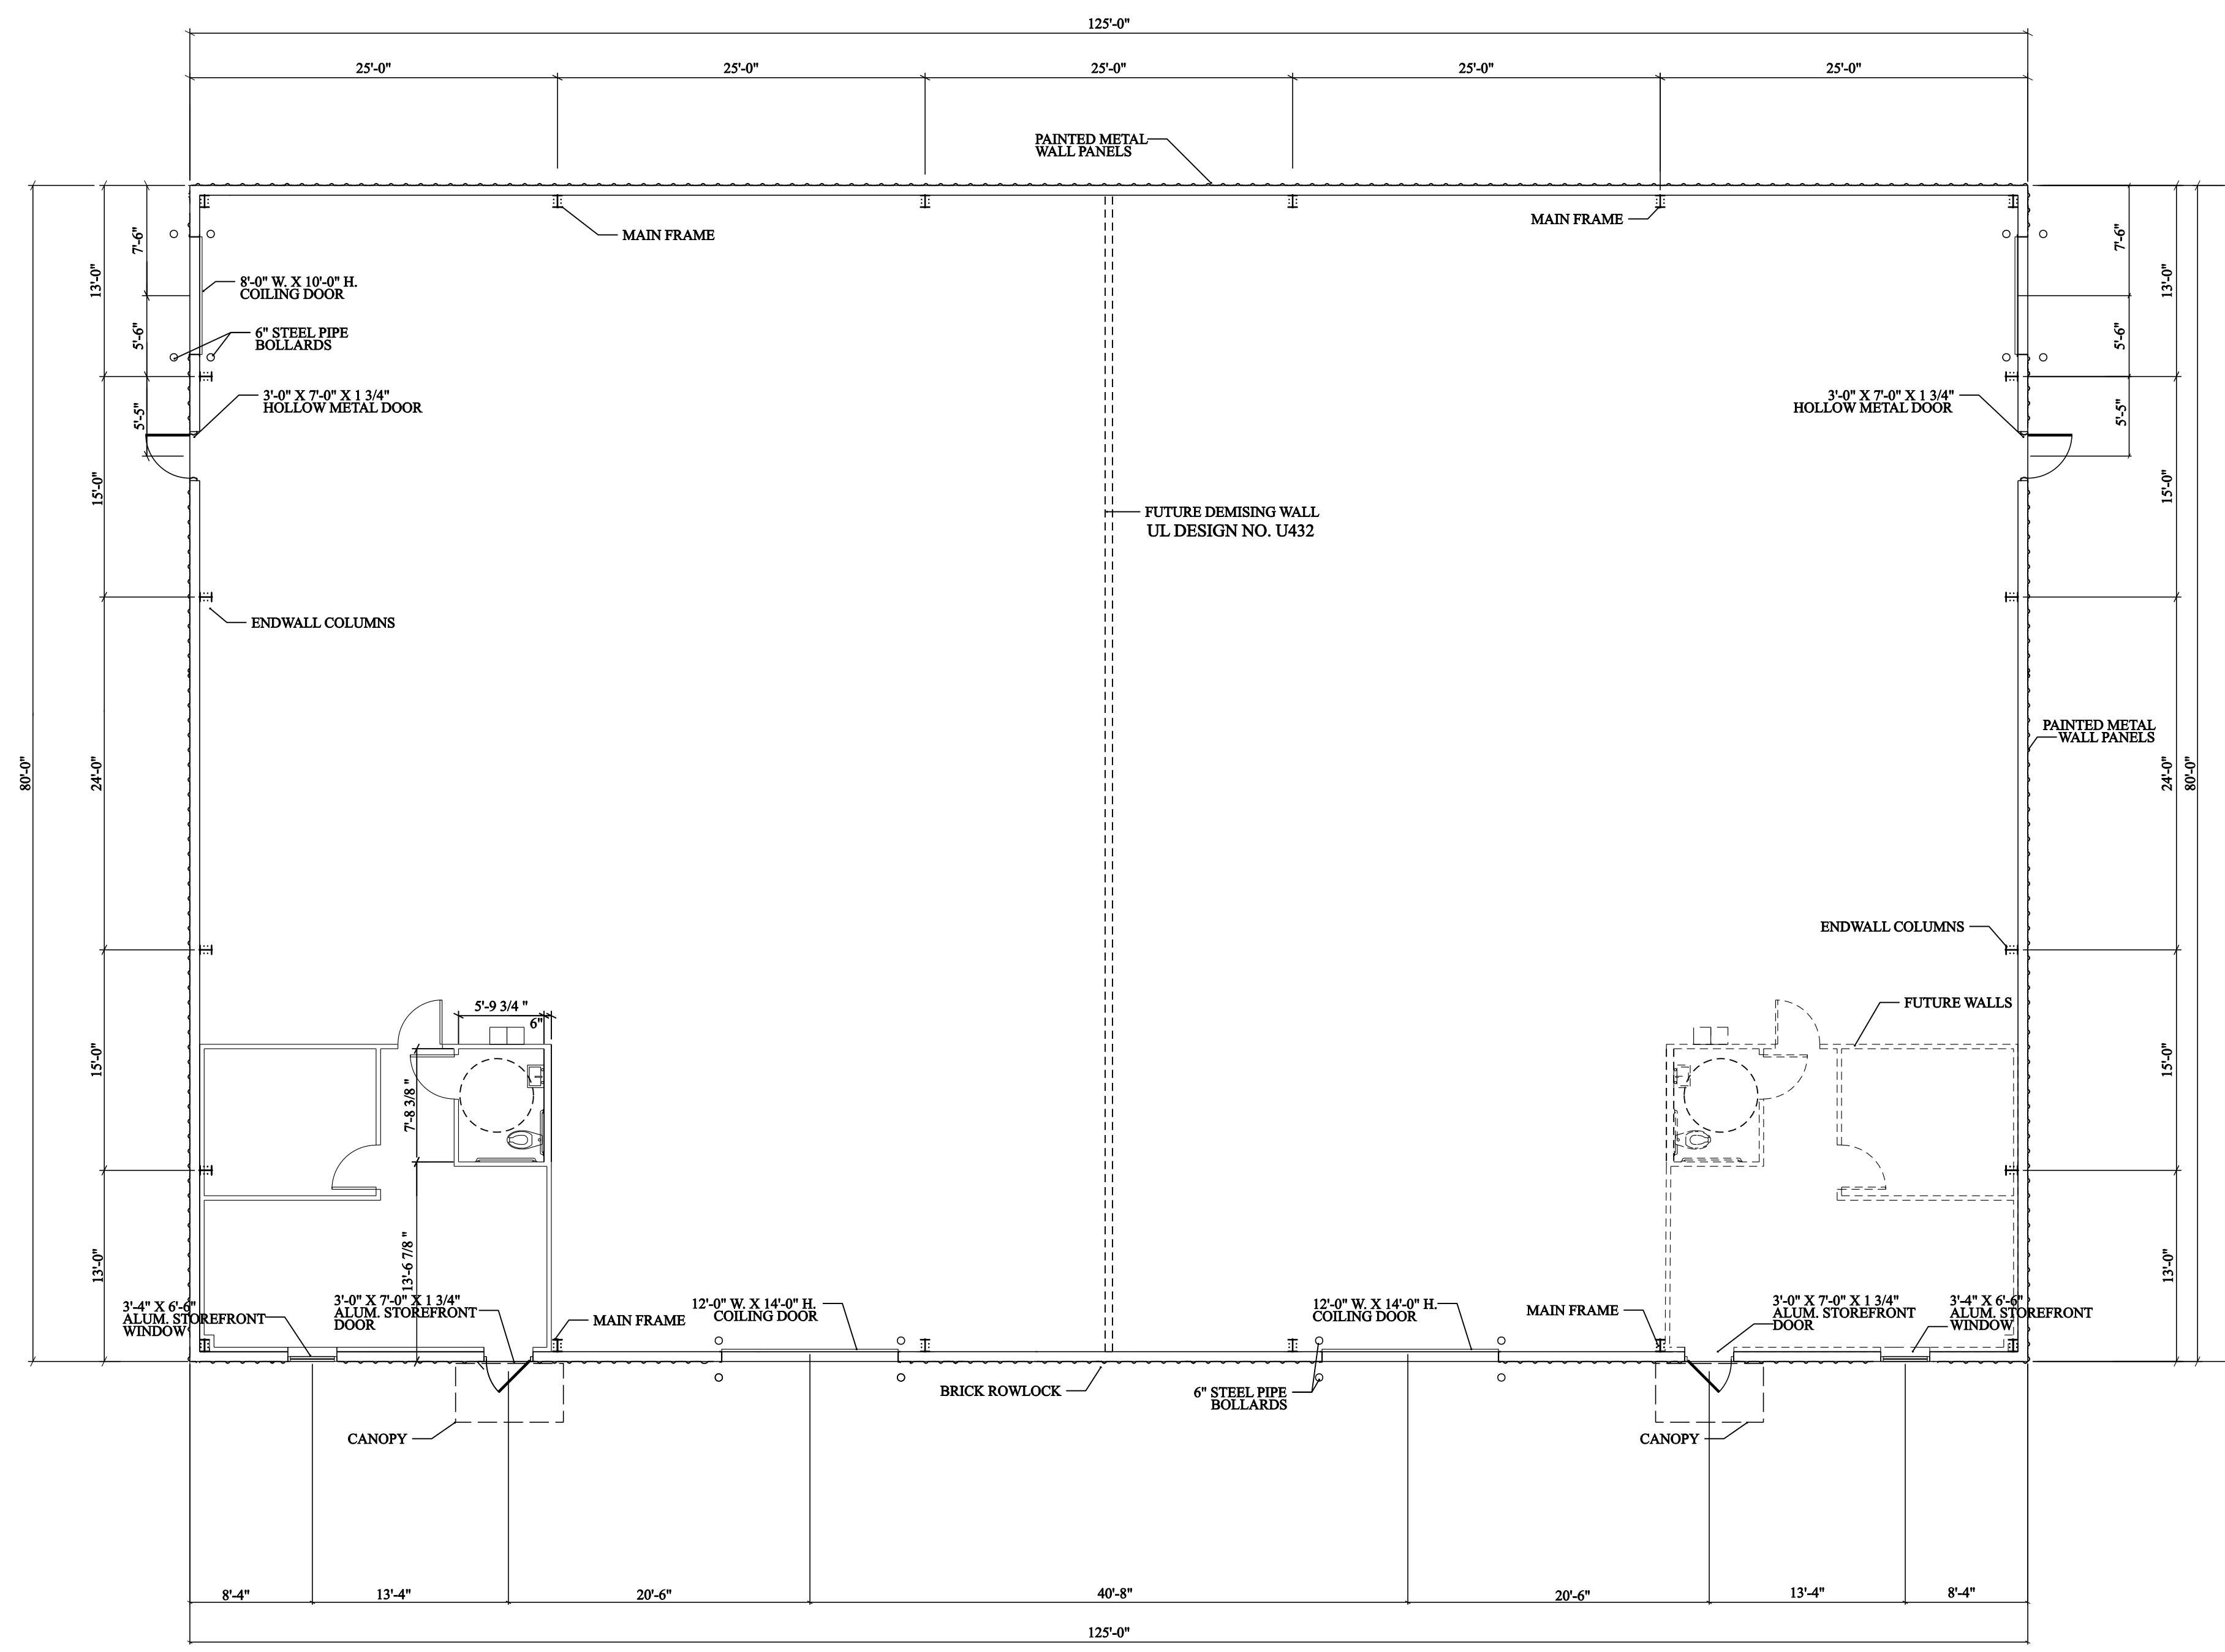 125'-0"
25'-0"
25'-0"
25'-0"
25'-0"
25'-0"
PAINTED METAL
WALL PANELS
MAIN FRAME
MAIN FRAME
7'-6"
13'-0"
8'-0" W. X 10'-0" H.
COILING DOOR
5'-6"
6" STEEL PIPE
BOLLARDS
7'-6"
13'-0"
5'-6"
5'-5"
3'-0" X 7'-0" X 1 3/4"
HOLLOW METAL DOOR
3'-0" X 7'-0" X 1 3/4"
HOLLOW METAL DOOR
5'-5"
15'-0"
15'-0"
FUTURE DEMISING WALL
UL DESIGN NO. U432
ENDWALL COLUMNS
PAINTED METAL
WALL PANELS
80'-0"
24'-0"
24'-0"
80'-0"
ENDWALL COLUMNS
5'-9 3/4 "
6"
FUTURE WALLS
15'-0"
7'-8 3/8 "
15'-0"
13'-0"
13'-6 7/8 "
13'-0"
3'-4" X 6'-6"
ALUM. STOREFRONT
WINDOW
3'-0" X 7'-0" X 1 3/4"
ALUM. STOREFRONT
DOOR
MAIN FRAME
12'-0" W. X 14'-0" H.
COILING DOOR
12'-0" W. X 14'-0" H.
COILING DOOR
MAIN FRAME
3'-0" X 7'-0" X 1 3/4"
ALUM. STOREFRONT
DOOR
3'-4" X 6'-6"
ALUM. STOREFRONT
WINDOW
BRICK ROWLOCK
6" STEEL PIPE
BOLLARDS
CANOPY
CANOPY
8'-4"
13'-4"
20'-6"
40'-8"
20'-6"
13'-4"
8'-4"
125'-0"